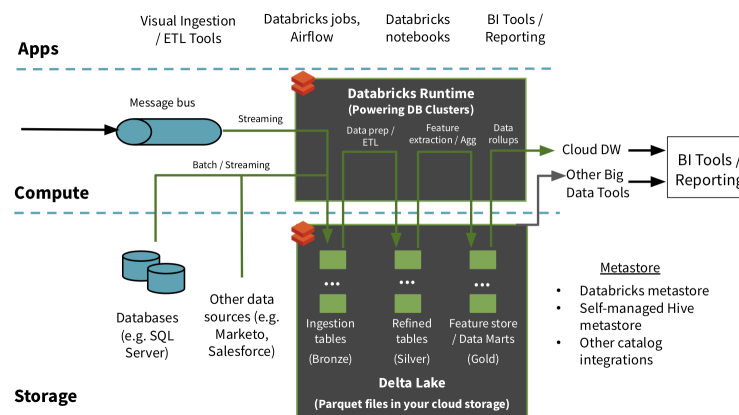 Visual Ingestion
/ ETL Tools
Databricks jobs,
Airflow
Databricks
notebooks
BI Tools /
Reporting
Apps
Databricks Runtime
(Powering DB Clusters)
Message bus
Streaming
Data prep /
ETL
Feature
extraction / Agg
Data
rollups
Cloud DW
BI Tools /
Reporting
Batch / Streaming
Other Big
Data Tools
Compute
Databases
(e.g. SQL
Server)
Other data
sources (e.g.
Marketo,
Salesforce)
...
...
...
Ingestion
tables
(Bronze)
Refined
tables
(Silver)
Feature store
/ Data Marts
(Gold)
Metastore
• Databricks metastore
• Self-managed Hive
metastore
• Other catalog
integrations
Delta Lake
(Parquet files in your cloud storage)
Storage